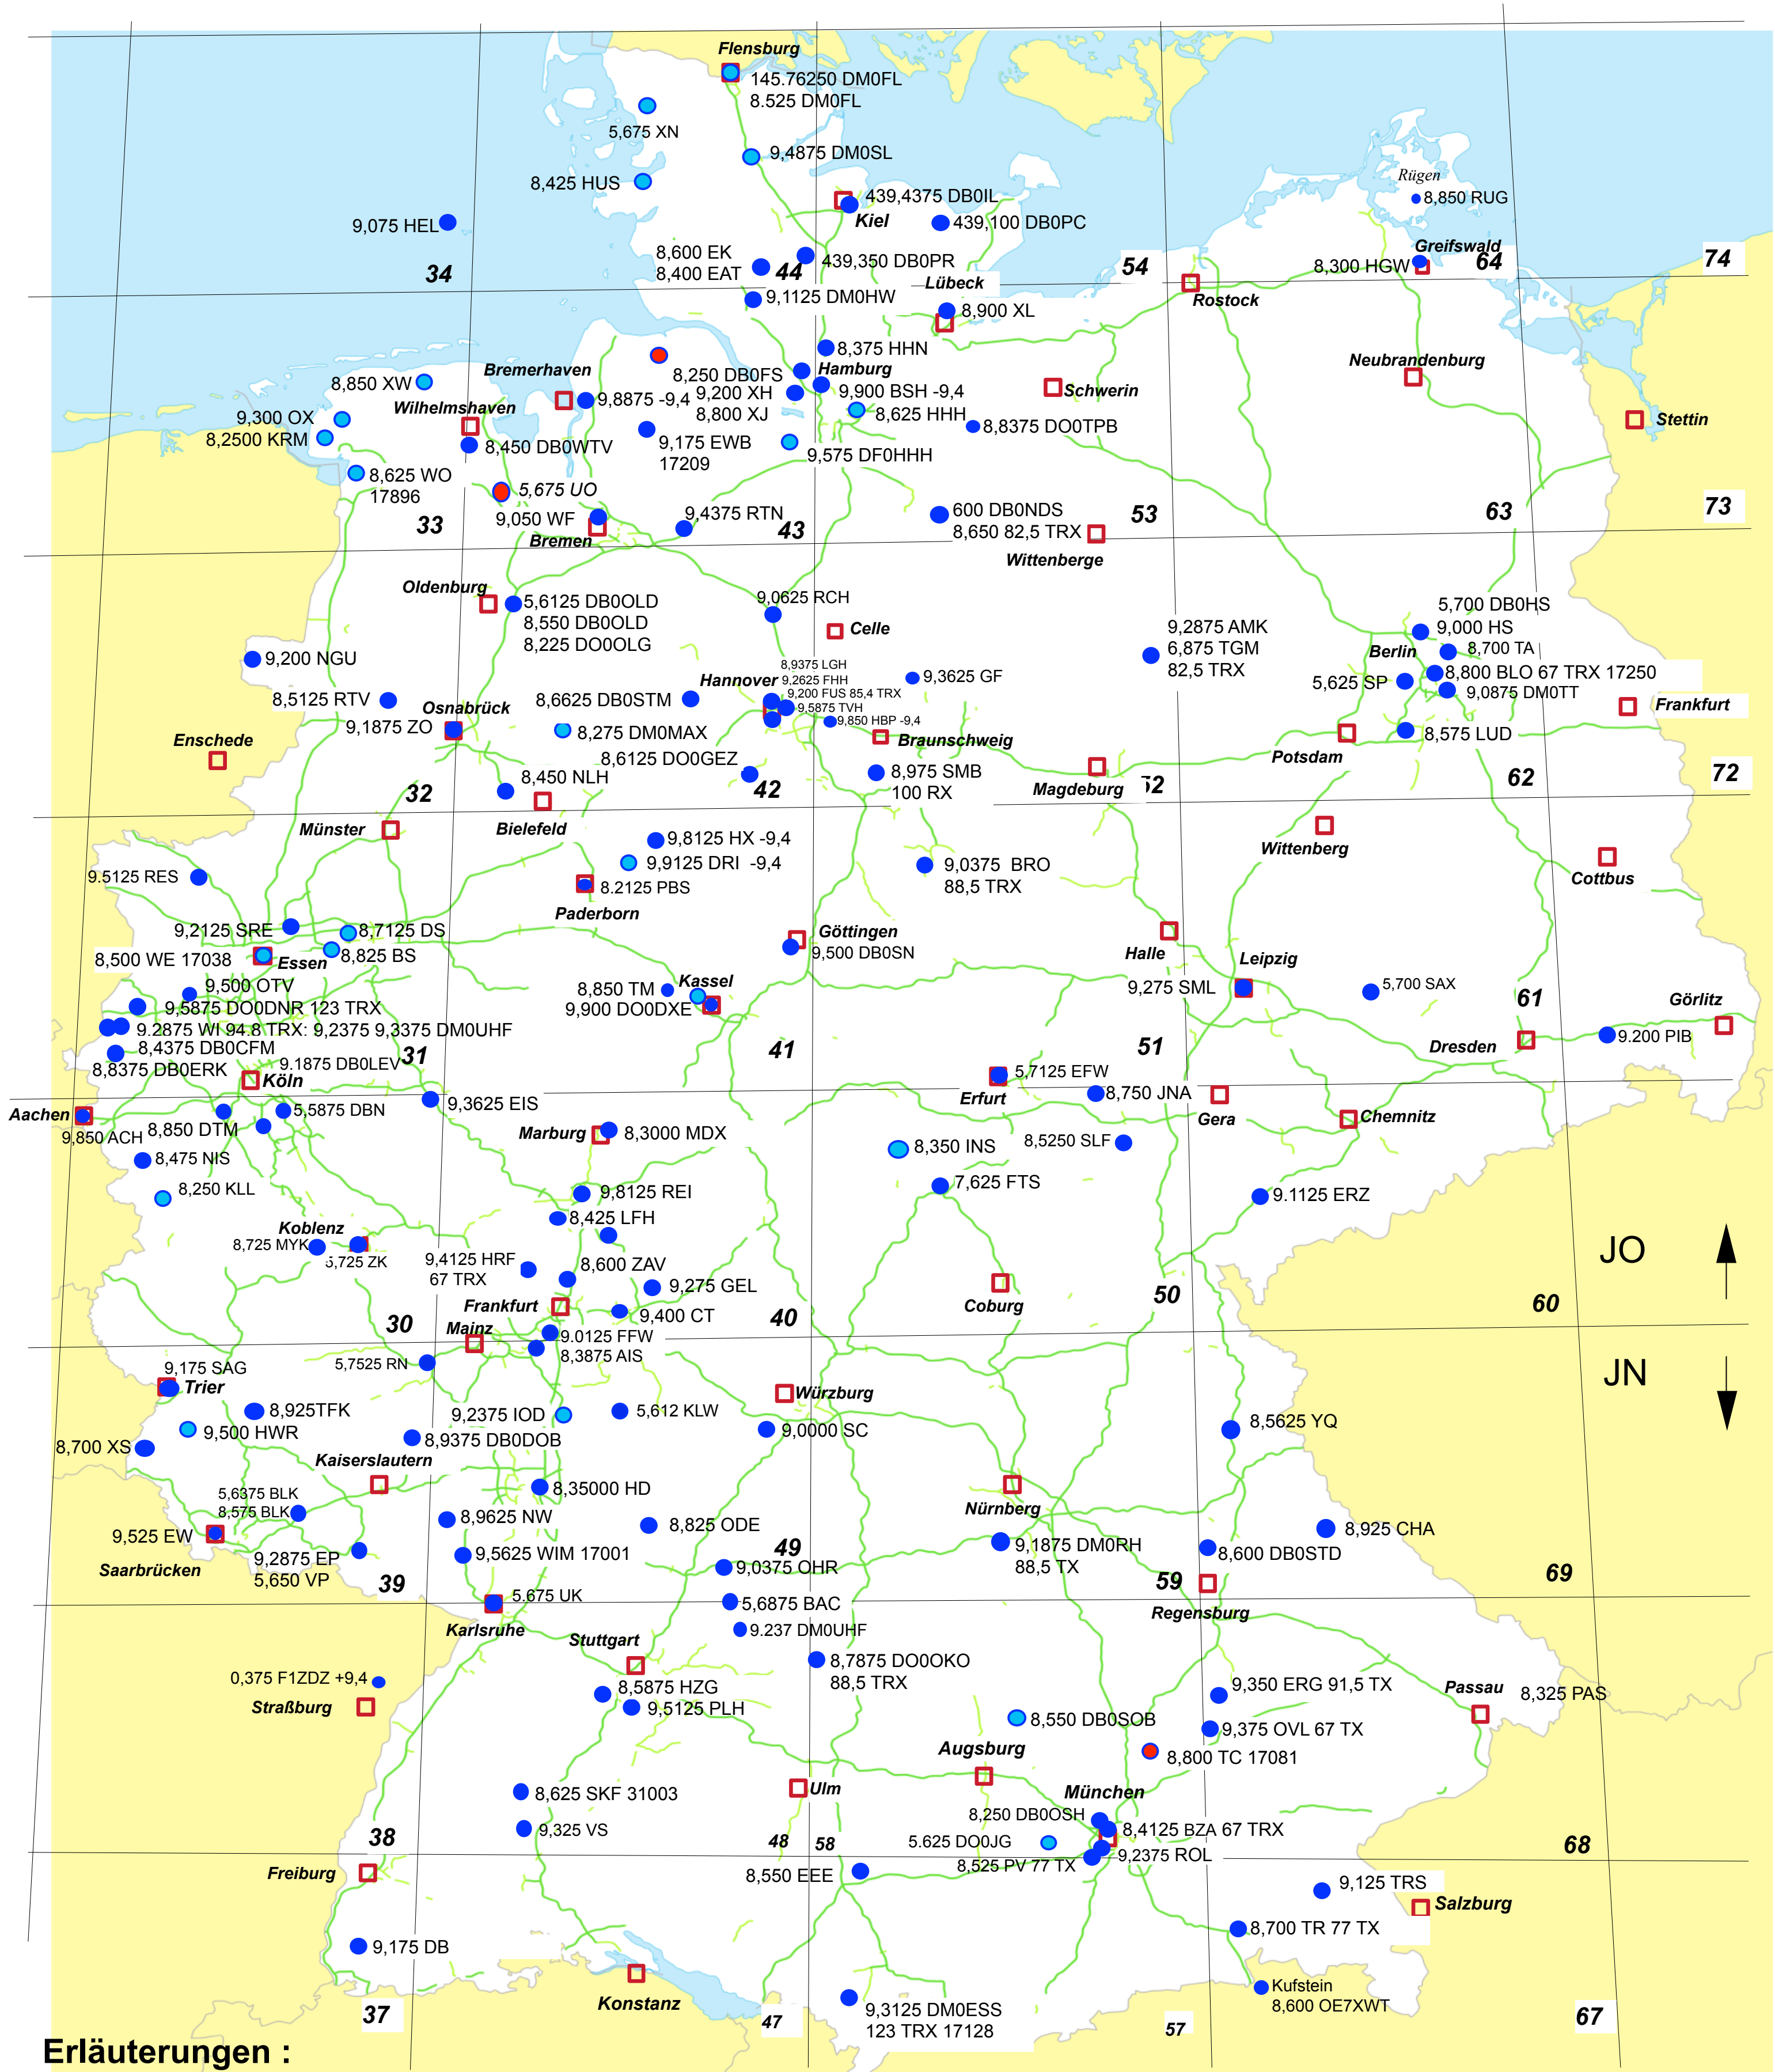 Flensburg
145.76250 DM0FL
8.525 DM0FL
5,675 XN
9,4875 DM0SL
8,425 HUS
Rügen
8,850 RUG
439,4375 DB0IL
Kiel
9,075 HEL
439,100 DB0PC
8,600 EK
8,400 EAT
439,350 DB0PR
Greifswald
8,300 HGW
34
44
54
64
74
Lübeck
9,1125 DM0HW
8,900 XL
Rostock
8,375 HHN
Hamburg
Neubrandenburg
Bremerhaven
8,250 DB0FS
8,850 XW
9,200 XH
9,900 BSH -9,4
Schwerin
9,8875 -9,4
Wilhelmshaven
8,800 XJ
8,625 HHH
9,300 OX
8,2500 KRM
8,8375 DO0TPB
Stettin
8,450 DB0WTV
9,175 EWB
17209
9,575 DF0HHH
8,625 WO
17896
5,675 UO
9,050 WF
9,4375 RTN
600 DB0NDS
8,650 82,5 TRX
33
43
53
63
73
Bremen
Wittenberge
Oldenburg
5,6125 DB0OLD
8,550 DB0OLD
8,225 DO0OLG
9,0625 RCH
Celle
5,700 DB0HS
9,000 HS
8,700 TA
9,2875 AMK
6,875 TGM
82,5 TRX
Berlin
8,800 BLO 67 TRX 17250
5,625 SP
9,0875 DM0TT
9,200 NGU
8,9375 LGH
Hannover
9,2625 FHH
9,3625 GF
9,200 FUS 85,4 TRX
9,5875 TVH
9,850 HBP -9,4
8,5125 RTV
8,6625 DB0STM
Osnabrück
9,1875 ZO
8,275 DM0MAX
Braunschweig
Frankfurt
8,575 LUD
Enschede
Potsdam
8,6125 DO0GEZ
8,975 SMB
100 RX
8,450 NLH
Magdeburg
32
42
62
72
Münster
Bielefeld
Wittenberg
9,8125 HX -9,4
9,9125 DRI -9,4
9,0375 BRO
88,5 TRX
9.5125 RES
8.2125 PBS
Cottbus
Paderborn
9,2125 SRE
8,7125 DS
8,825 BS
8,500 WE 17038
Essen
Göttingen
9,500 DB0SN
Halle
Leipzig
9,500 OTV
8,850 TM
Kassel
9,900 DO0DXE
9,275 SML
5,700 SAX
61
Görlitz
9,5875 DO0DNR 123 TRX
9.2875 WI 94.8 TRX: 9,2375 9,3375 DM0UHF
8,4375 DB0CFM
8,8375 DB0ERK
9.1875 DB0LEV
31
41
51
Dresden
9.200 PIB
Köln
5,7125 EFW
Erfurt
8,750 JNA
Aachen
9,850 ACH
8,850 DTM
5,5875 DBN
9,3625 EIS
Gera
Chemnitz
Marburg
8,3000 MDX
8,350 INS
8,5250 SLF
8,475 NIS
8,250 KLL
9,8125 REI
7,625 FTS
9.1125 ERZ
8,425 LFH
Koblenz
8,725 MYK
5,725 ZK
9,4125 HRF
67 TRX
8,600 ZAV
9,275 GEL
JO
Frankfurt
9,400 CT
Coburg
50
60
30
40
Mainz
9.0125 FFW
8,3875 AIS
5,7525 RN
JN
9,175 SAG
Trier
Würzburg
8,925TFK
9,500 HWR
9,2375 IOD
5,612 KLW
9,0000 SC
8,5625 YQ
8,700 XS
8,9375 DB0DOB
Kaiserslautern
8,35000 HD
5,6375 BLK
8,575 BLK
Nürnberg
8,9625 NW
8,825 ODE
9,525 EW
8,925 CHA
9,2875 EP
5,650 VP
Saarbrücken
9,5625 WIM 17001
49
9,0375 OHR
9,1875 DM0RH
88,5 TX
8,600 DB0STD
39
59
69
5.675 UK
5,6875 BAC
Karlsruhe
Regensburg
9.237 DM0UHF
Stuttgart
8,7875 DO0OKO
88,5 TRX
0,375 F1ZDZ +9,4
Straßburg
8,5875 HZG
9,5125 PLH
9,350 ERG 91,5 TX
Passau
8,325 PAS
8,550 DB0SOB
9,375 OVL 67 TX
8,800 TC 17081
Augsburg
Ulm
München
8,625 SKF 31003
8,250 DB0OSH
8,4125 BZA 67 TRX
9,325 VS
5.625 DO0JG
38
48
58
68
9,2375 ROL
8,525 PV 77 TX
Freiburg
8,550 EEE
9,125 TRS
Salzburg
8,700 TR 77 TX
9,175 DB
Kufstein
8,600 OE7XWT
Konstanz
9,3125 DM0ESS
123 TRX 17128
37
47
57
67
Erläuterungen :